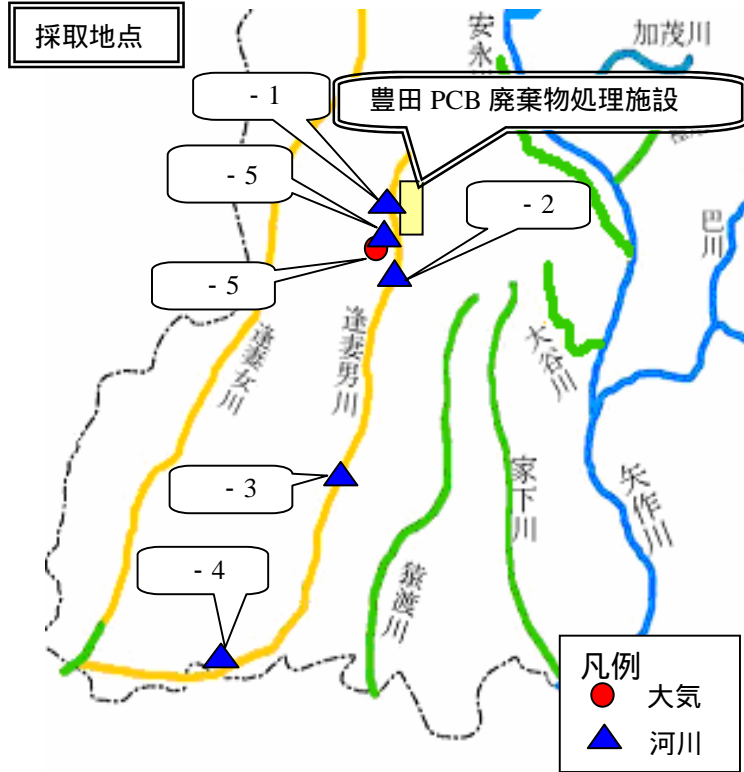 採取地点
安永
加茂川
- 1
豊田 PCB 廃棄物処理施設
- 5
- 2
巴川
- 5
逢妻女川
逢妻男川
大谷川
- 3
家下川
矢作川
- 4
猿渡川
凡例
大気
河川